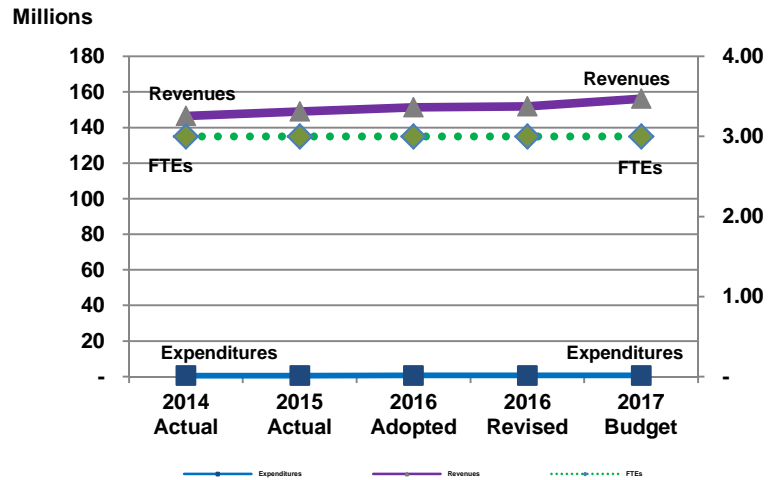 Millions
180
160
140
120
100
80
60
40
20
-
4.00
3.00
2.00
1.00
-
Revenues
Revenues
FTEs
FTEs
Expenditures
Expenditures
2014
Actual
2015
Actual
2016
Adopted
2016
Revised
2017
Budget
Expenditures
Revenues
FTEs